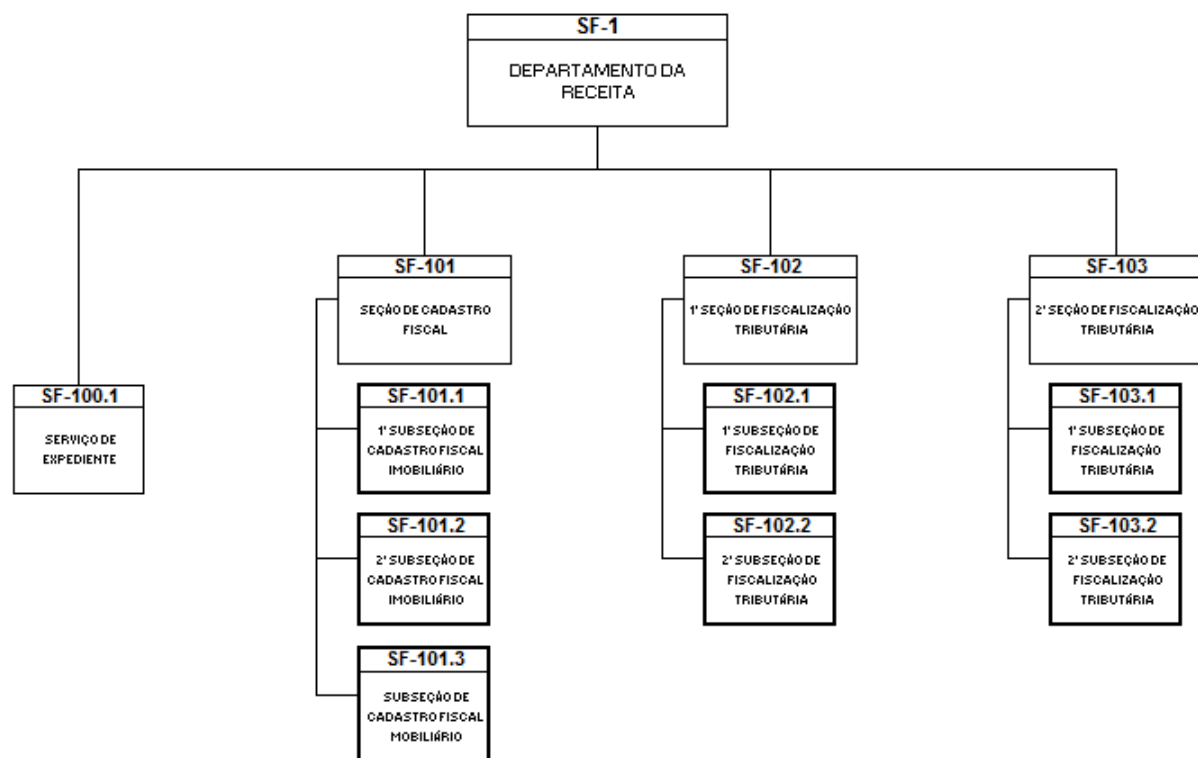 SF-1
DEPARTAMENTO DA
RECEITA
SF-100.1
SERVIÇO DE
EXPEDIENTE
SF-101
SEÇÃO DE CADASTRO
FISCAL
SF-101.1
1ª SUBSEÇÃO DE
CADASTRO FISCAL
IMOBILIÁRIO
SF-101.2
2ª SUBSEÇÃO DE
CADASTRO FISCAL
IMOBILIÁRIO
SF-101.3
SUBSEÇÃO DE
CADASTRO FISCAL
MOBILIÁRIO
SF-102
1ª SEÇÃO DE FISCALIZAÇÃO
TRIBUTÁRIA
SF-102.1
1ª SUBSEÇÃO DE
FISCALIZAÇÃO
TRIBUTÁRIA
SF-102.2
2ª SUBSEÇÃO DE
FISCALIZAÇÃO
TRIBUTÁRIA
SF-103
2ª SEÇÃO DE FISCALIZAÇÃO
TRIBUTÁRIA
SF-103.1
1ª SUBSEÇÃO DE
FISCALIZAÇÃO
TRIBUTÁRIA
SF-103.2
2ª SUBSEÇÃO DE
FISCALIZAÇÃO
TRIBUTÁRIA